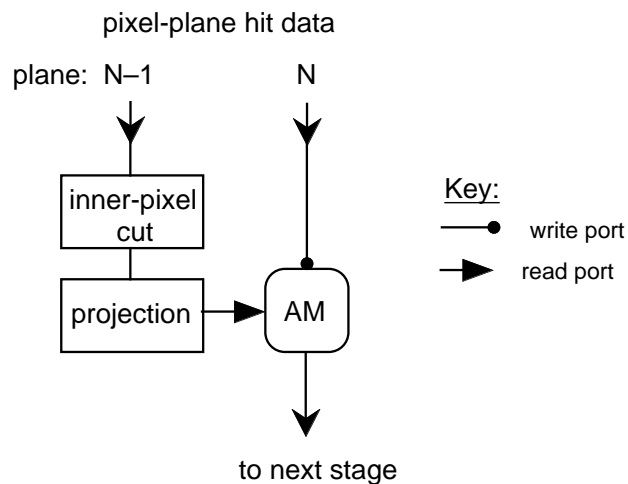 pixel-plane hit data
plane: N–1 N
inner-pixel
cut
projection
AM
to next stage
Key:
write port
read port